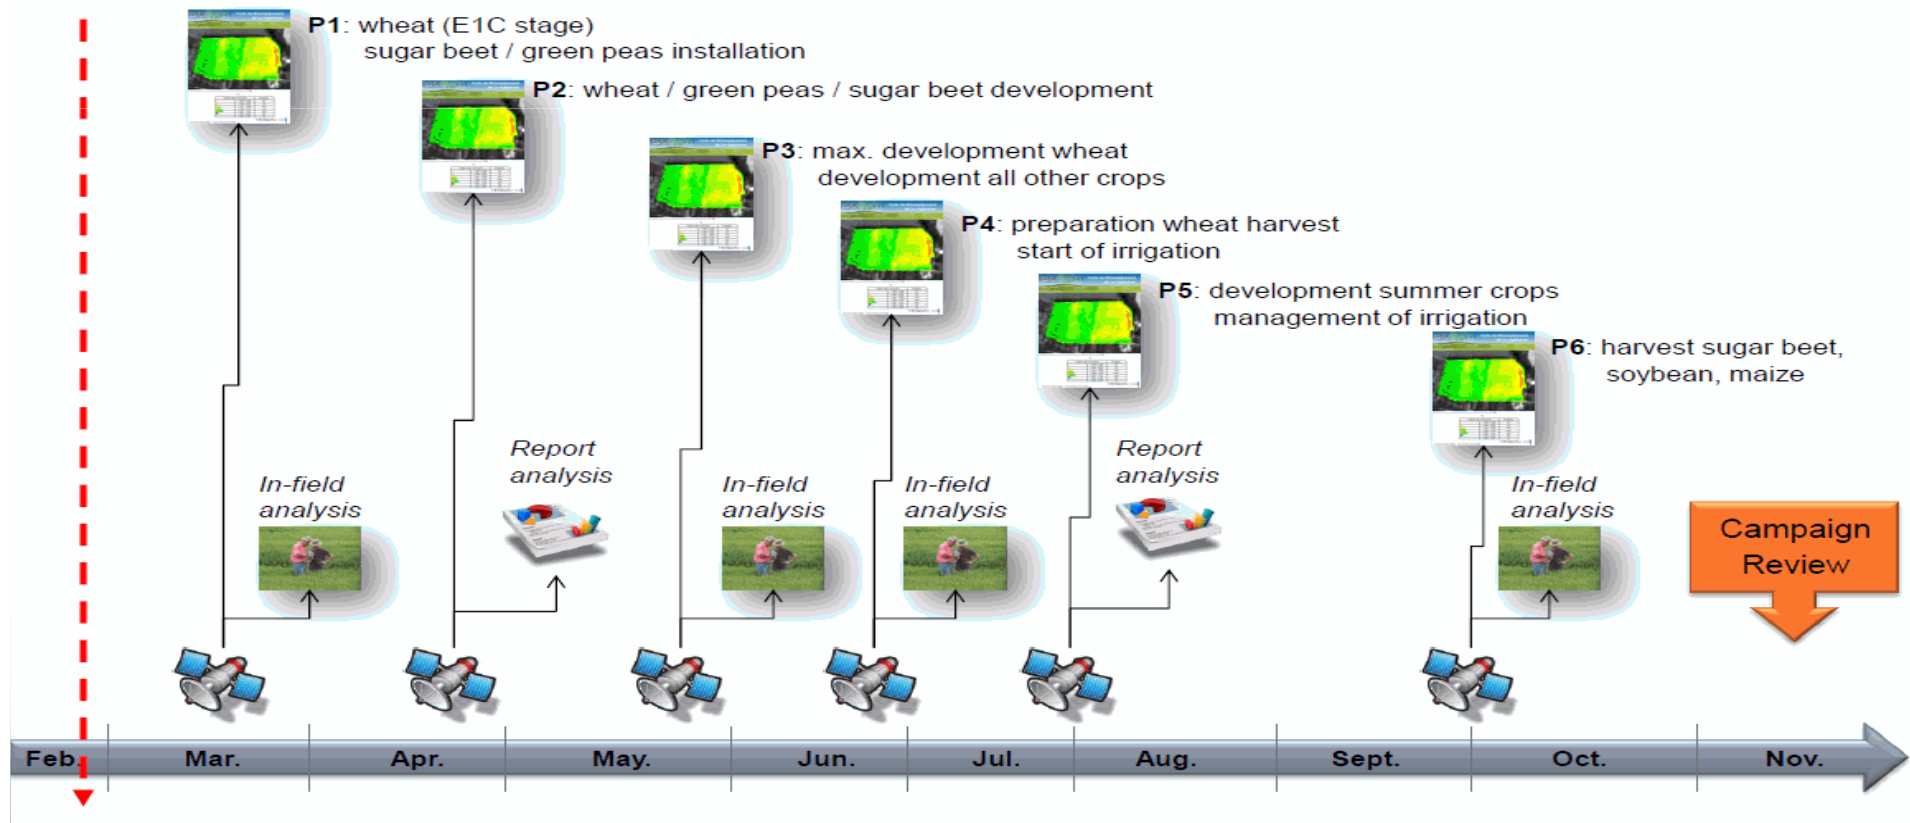 P1: wheat (E1C stage)
sugar beet / green peas installation
P2: wheat / green peas / sugar beet development
P3: max. development wheat
development all other crops
P4: preparation wheat harvest
start of irrigation
P5: development summer crops
management of irrigation
P6: harvest sugar beet,
soybean, maize
In-field
analysis
Report
analysis
In-field
analysis
In-field
analysis
Report
analysis
In-field
analysis
Campaign
Review
Feb.
Mar.
Apr.
May.
Jun.
Jul.
Aug.
Sept.
Oct.
Nov.